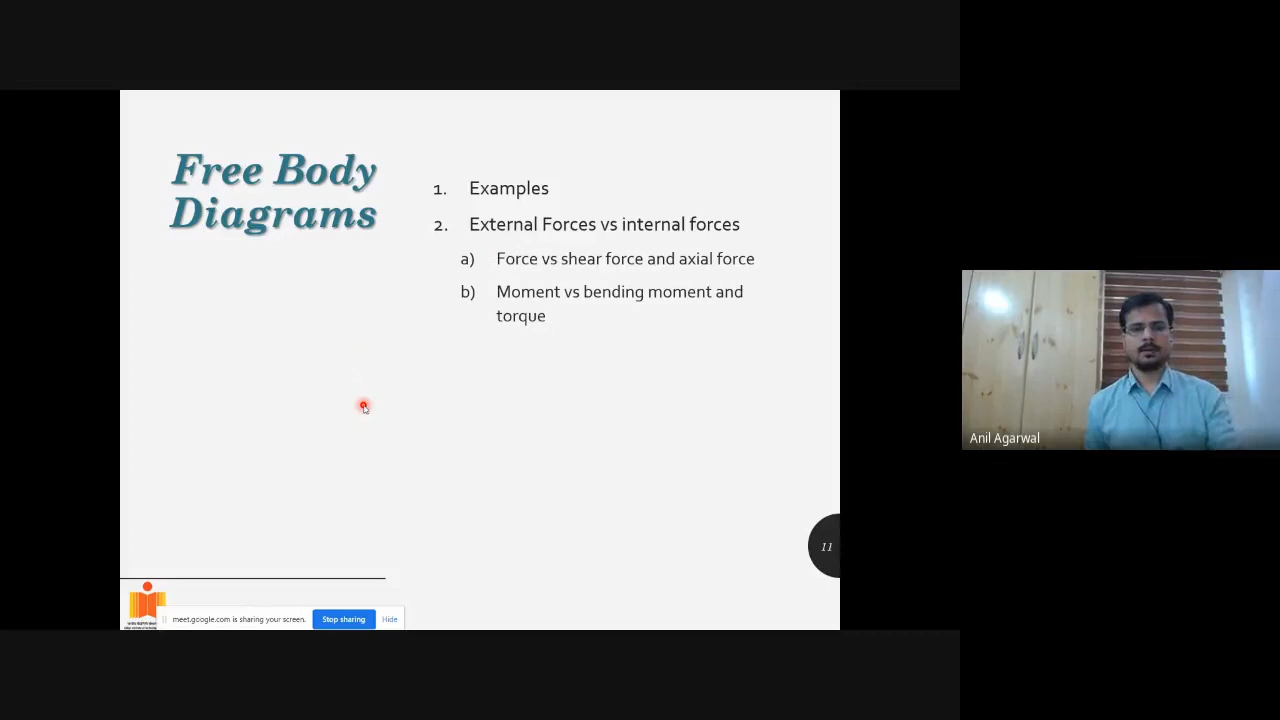 Free Body
Diagrams
1. Examples
2. External Forces vs internal forces
a) Force vs shear force and axial force
b) Moment vs bending moment and
torque
11
meet.google.com is sharing your screen.
Stop sharing
Hide
Anil Agarwal